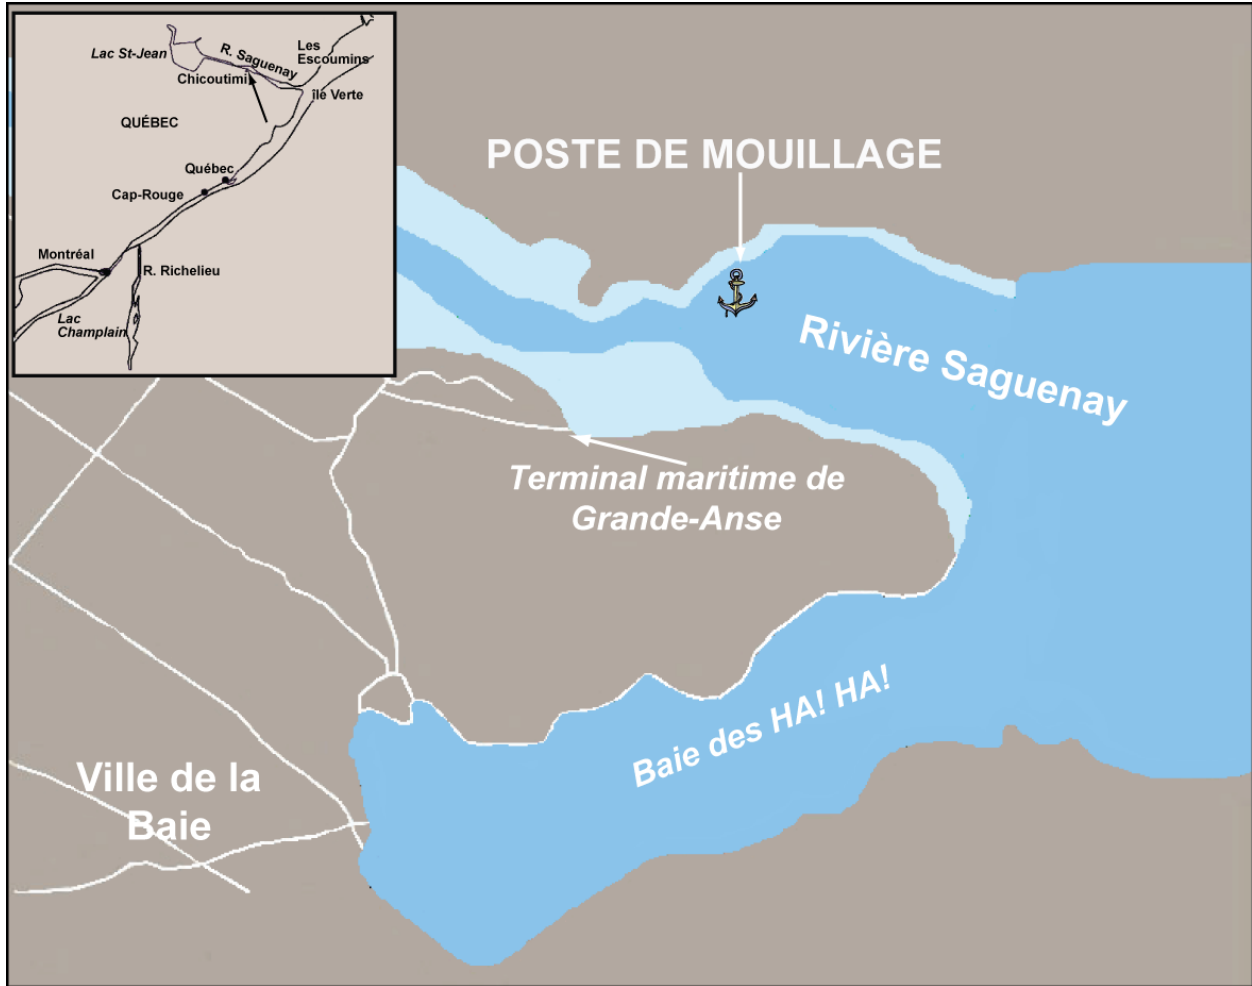 Lac St-Jean
R. Saguenay
Les
Escoumins
Chicoutimi
île Verte
QUÉBEC
Québec
Cap-Rouge
Montréal
R. Richelieu
Lac
Champlain
POSTE DE MOUILLAGE
Rivière Saguenay
Terminal maritime de
Grande-Anse
Baie des HA! HA!
Ville de la
Baie